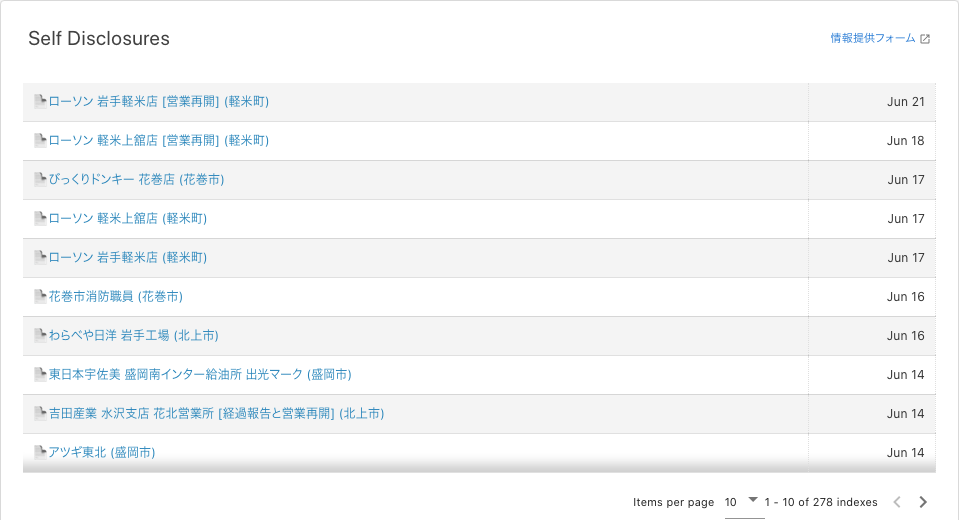 Self Disclosures
情報提供フォーム
ローソン 岩手軽米店 [営業再開] (軽米町)
Jun 21
ローソン 軽米上舘店 [営業再開] (軽米町)
Jun 18
びっくりドンキー 花巻店 (花巻市)
Jun 17
ローソン 軽米上舘店 (軽米町)
Jun 17
ローソン 岩手軽米店 (軽米町)
Jun 17
花巻市消防職員 (花巻市)
Jun 16
わらべや日洋 岩手工場 (北上市)
Jun 16
東日本宇佐美 盛岡南インター給油所 出光マーク (盛岡市)
Jun 14
吉田産業 水沢支店 花北営業所 [経過報告と営業再開] (北上市)
Jun 14
アツギ東北 (盛岡市)
Jun 14
Items per page 10 1 - 10 of 278 indexes